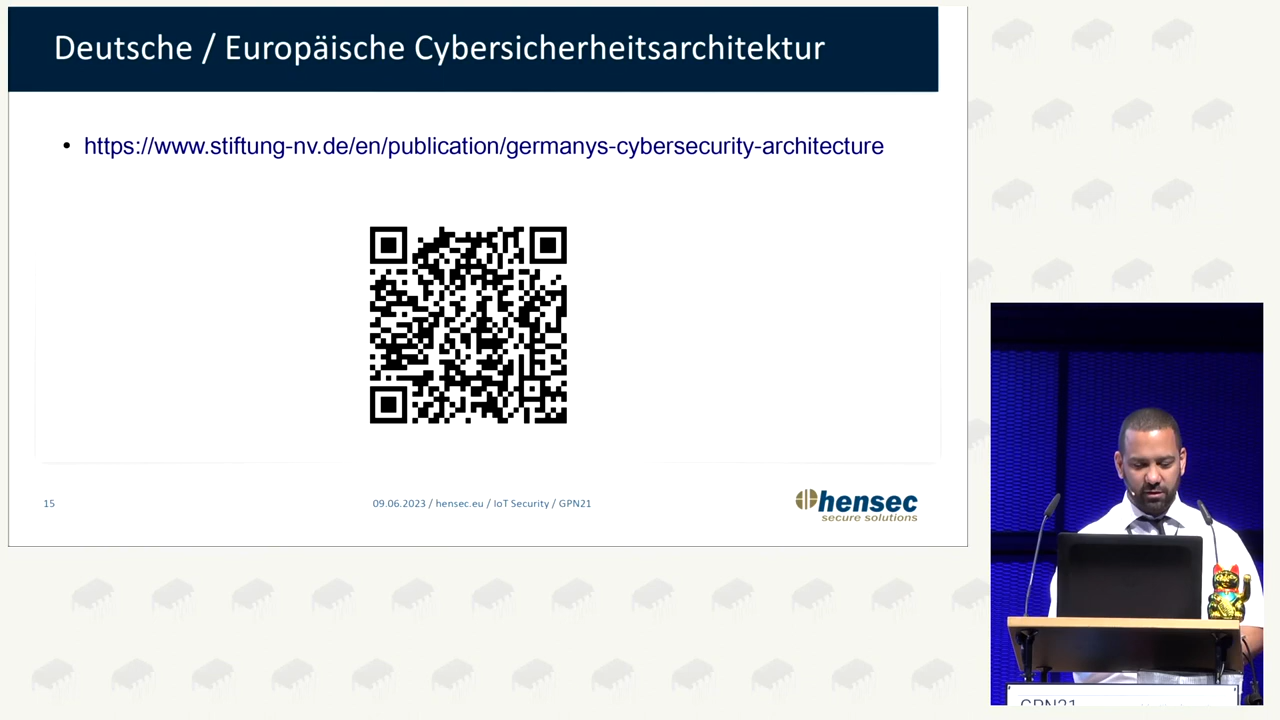 Deutsche / Europäische Cybersicherheitsarchitektur
• https://www.stiftung-nv.de/en/publication/germanys-cybersecurity-architecture
15
09.06.2023 / hensec.eu / IoT Security / GPN21
hensec
secure solutions
GPN21